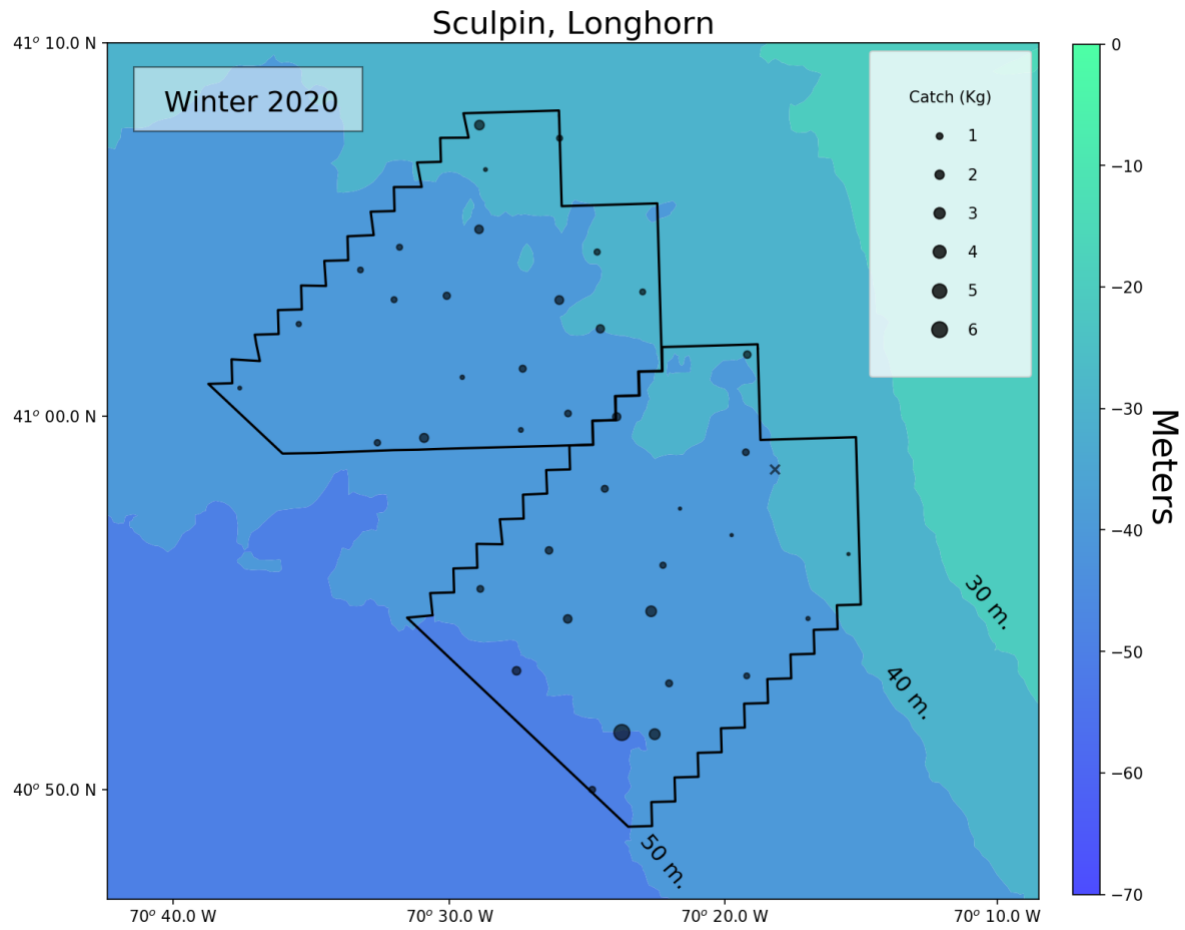 Sculpin, Longhorn
41° 10.0 N
Winter 2020
Catch (Kg)
1
2
3
4
5
6
41° 00.0 N
40° 50.0 N
30 m.
40 m.
50 m.
70° 40.0 W
70° 30.0 W
70° 20.0 W
70° 10.0 W
0
−10
−20
−30
−40
−50
−60
−70
Meters